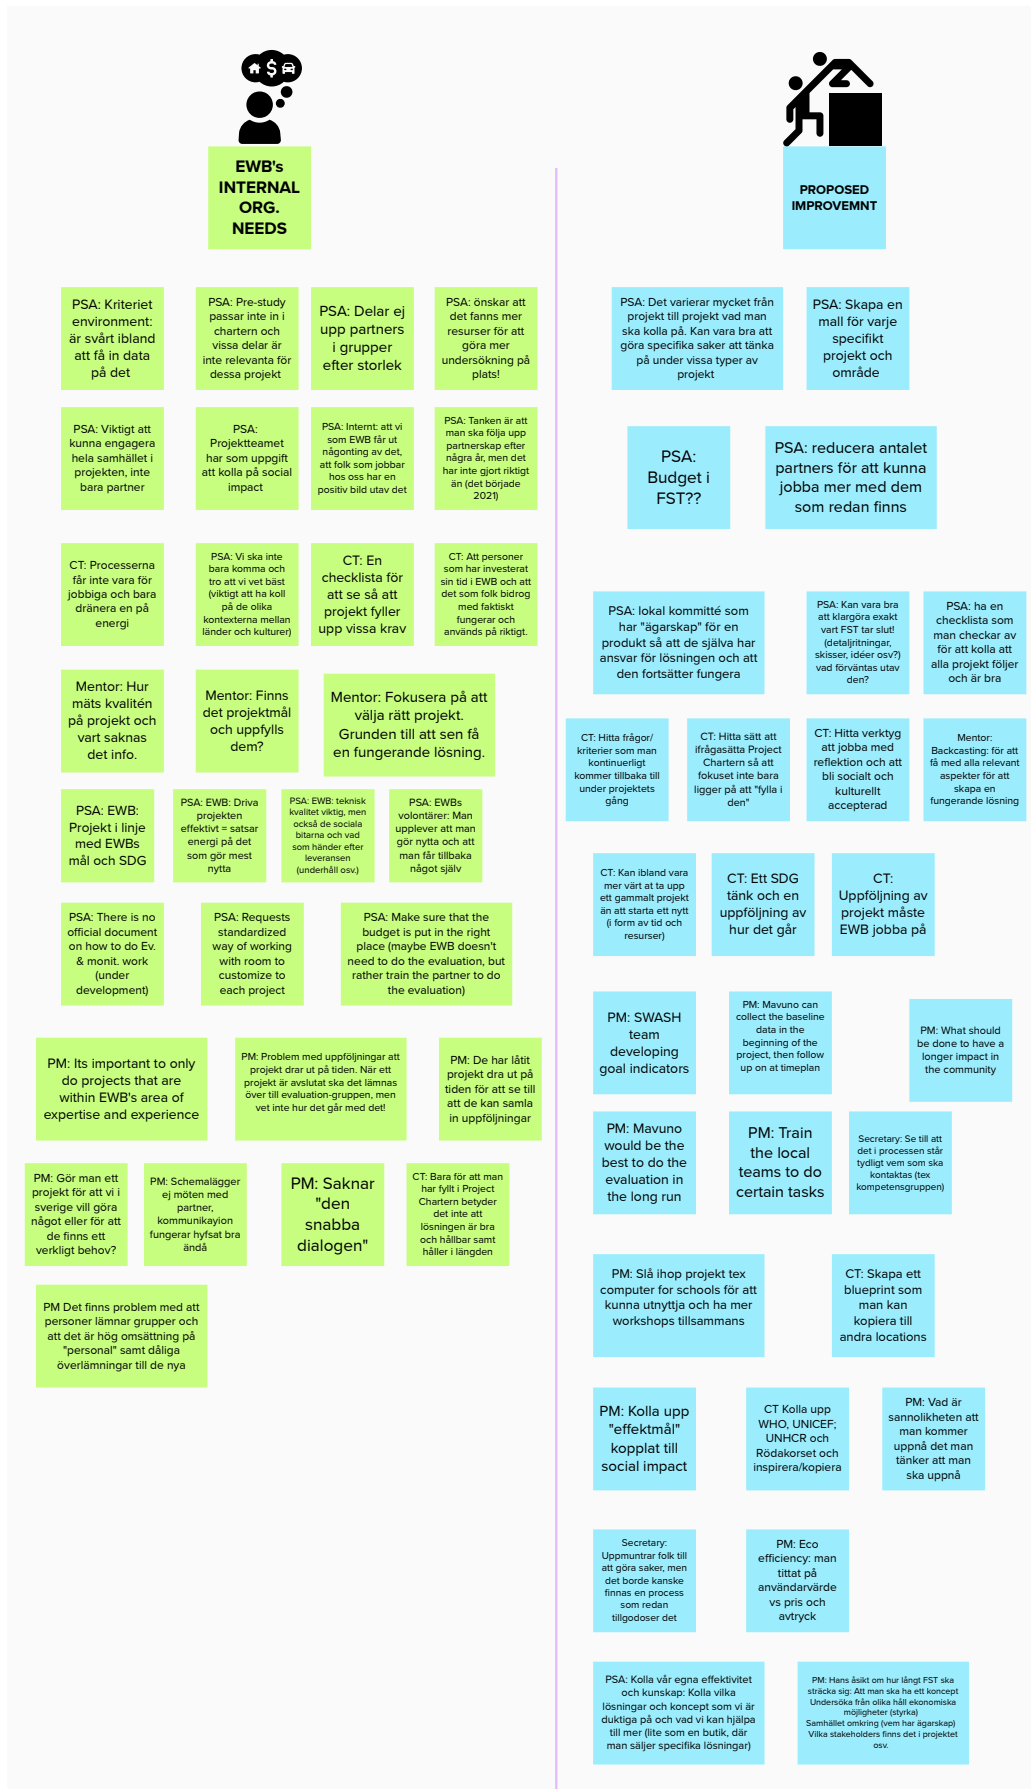 EWB's
INTERNAL
ORG.
NEEDS
PSA: Kriteriet
environment:
är svårt ibland
att få in data
på det
PSA: Pre-study
passar inte in i
chartern och
vissa delar är
inte relevanta för
dessa projekt
PSA: Delar ej
upp partners
i grupper
efter storlek
PSA: önskar att
det fanns mer
resurser för att
göra mer
undersökning på
plats!
PSA: Viktigt att
kunna engagera
hela samhället i
projekten, inte
bara partner
PSA:
Projektteamet
har som uppgift
att kolla på social
impact
PSA: Internt: att vi
som EWB får ut
någonting av det,
att folk som jobbar
hos oss har en
positiv bild utav det
PSA: Tanken är att
man ska följa upp
partnerskap efter
några år, men det
har inte gjort riktigt
än (det började
2021)
CT: Processerna
får inte vara för
jobbiga och bara
dränera en på
energi
PSA: Vi ska inte
bara komma och
tro att vi vet bäst
(viktigt att ha koll
på de olika
kontexterna mellan
länder och kulturer)
CT: En
checklista för
att se så att
projekt fyller
upp vissa krav
CT: Att personer
som har investerat
sin tid i EWB och att
det som folk bidrog
med faktiskt
fungerar och
används på riktigt.
Mentor: Hur
mäts kvalitén
på projekt och
vart saknas
det info.
Mentor: Finns
det projektmål
och uppfylls
dem?
Mentor: Fokusera på att
välja rätt projekt.
Grunden till att sen få
en fungerande lösning.
PSA: EWB:
Projekt i linje
med EWBs
mål och SDG
PSA: EWB: Driva
projekten
effektivt = satsar
energi på det
som gör mest
nytta
PSA: EWB: teknisk
kvalitet viktig, men
också de sociala
bitarna och vad
som händer efter
leveransen
(underhåll osv.)
PSA: EWBs
volontärer: Man
upplever att man
gör nytta och att
man får tillbaka
något själv
PSA: There is no
official document
on how to do Ev.
& monit. work
(under
development)
PSA: Requests
standardized
way of working
with room to
customize to
each project
PSA: Make sure that the
budget is put in the right
place (maybe EWB doesn't
need to do the evaluation, but
rather train the partner to do
the evaluation)
PM: Its important to only
do projects that are
within EWB's area of
expertise and experience
PM: Problem med uppföljningar att
projekt drar ut på tiden. När ett
projekt är avslutat ska det lämnas
över till evaluation-gruppen, men
vet inte hur det går med det!
PM: De har låtit
projekt dra ut på
tiden för att se till
att de kan samla
in uppföljningar
PM: Gör man ett
projekt för att vi i
sverige vill göra
något eller för att
de finns ett
verkligt behov?
PM: Schemalägger
ej möten med
partner,
kommunikayion
fungerar hyfsat bra
ändå
PM: Saknar
"den
snabba
dialogen"
CT: Bara för att man
har fyllt i Project
Chartern betyder
det inte att
lösningen är bra
och hållbar samt
håller i längden
PM Det finns problem med att
personer lämnar grupper och
att det är hög omsättning på
"personal" samt dåliga
överlämningar till de nya
PROPOSED
IMPROVEMNT
PSA: Det varierar mycket från
projekt till projekt vad man
ska kolla på. Kan vara bra att
göra specifika saker att tänka
på under vissa typer av
projekt
PSA: Skapa en
mall för varje
specifikt
projekt och
område
PSA:
Budget i
FST??
PSA: reducera antalet
partners för att kunna
jobba mer med dem
som redan finns
PSA: lokal kommitté som
har "ägarskap" för en
produkt så att de själva har
ansvar för lösningen och att
den fortsätter fungera
PSA: Kan vara bra
att klargöra exakt
vart FST tar slut!
(detaljritningar,
skisser, idéer osv?)
vad förväntas utav
den?
PSA: ha en
checklista som
man checkar av
för att kolla att
alla projekt följer
och är bra
CT: Hitta frågor/
kriterier som man
kontinuerligt
kommer tillbaka till
under projektets
gång
CT: Hitta sätt att
ifrågasätta Project
Chartern så att
fokuset inte bara
ligger på att "fylla i
den"
CT: Hitta verktyg
att jobba med
reflektion och att
bli socialt och
kulturellt
accepterad
Mentor:
Backcasting: för att
få med alla relevant
aspekter för att
skapa en
fungerande lösning
CT: Kan ibland vara
mer värt at ta upp
ett gammalt projekt
än att starta ett nytt
(i form av tid och
resurser)
CT: Ett SDG
tänk och en
uppföljning av
hur det går
CT:
Uppföljning av
projekt måste
EWB jobba på
PM: SWASH
team
developing
goal indicators
PM: Mavuno can
collect the baseline
data in the
beginning of the
project, then follow
up on at timeplan
PM: What should
be done to have a
longer impact in
the community
PM: Mavuno
would be the
best to do the
evaluation in
the long run
PM: Train
the local
teams to do
certain tasks
Secretary: Se till att
det i processen står
tydligt vem som ska
kontaktas (tex
kompetensgruppen)
PM: Slå ihop projekt tex
computer for schools för att
kunna utnyttja och ha mer
workshops tillsammans
CT: Skapa ett
blueprint som
man kan
kopiera till
andra locations
PM: Kolla upp
"effektmål"
kopplat till
social impact
CT Kolla upp
WHO, UNICEF;
UNHCR och
Rödakorset och
inspirera/kopiera
PM: Vad är
sannolikheten att
man kommer
uppnå det man
tänker att man
ska uppnå
Secretary:
Uppmuntrar folk till
att göra saker, men
det borde kanske
finnas en process
som redan
tillgodoser det
PM: Eco
efficiency: man
tittat på
användarvärde
vs pris och
avtryck
PSA: Kolla vår egna effektivitet
och kunskap: Kolla vilka
lösningar och koncept som vi är
duktiga på och vad vi kan hjälpa
till mer (lite som en butik, där
man säljer specifika lösningar)
PM: Hans åsikt om hur långt FST ska
sträcka sig: Att man ska ha ett koncept
Undersöka från olika håll ekonomiska
möjligheter (styrka)
Samhället omkring (vem har ägarskap)
Vilka stakeholders finns det i projektet
osv.